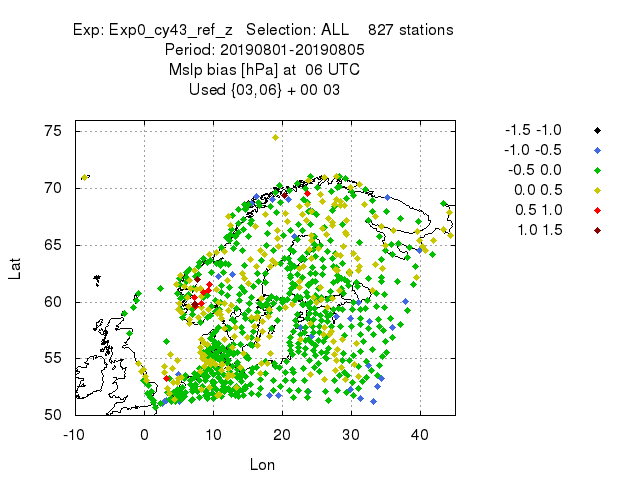 Exp: Exp0_cy43_ref_z   Selection: ALL    827 stations
Period: 20190801-20190805
Mslp bias [hPa] at  06 UTC
Used {03,06} + 00 03
75
70
65
60
55
50
Lat
-10 0 10 20 30 40
Lon
-1.5 -1.0
-1.0 -0.5
-0.5 0.0
0.0 0.5
0.5 1.0
1.0 1.5